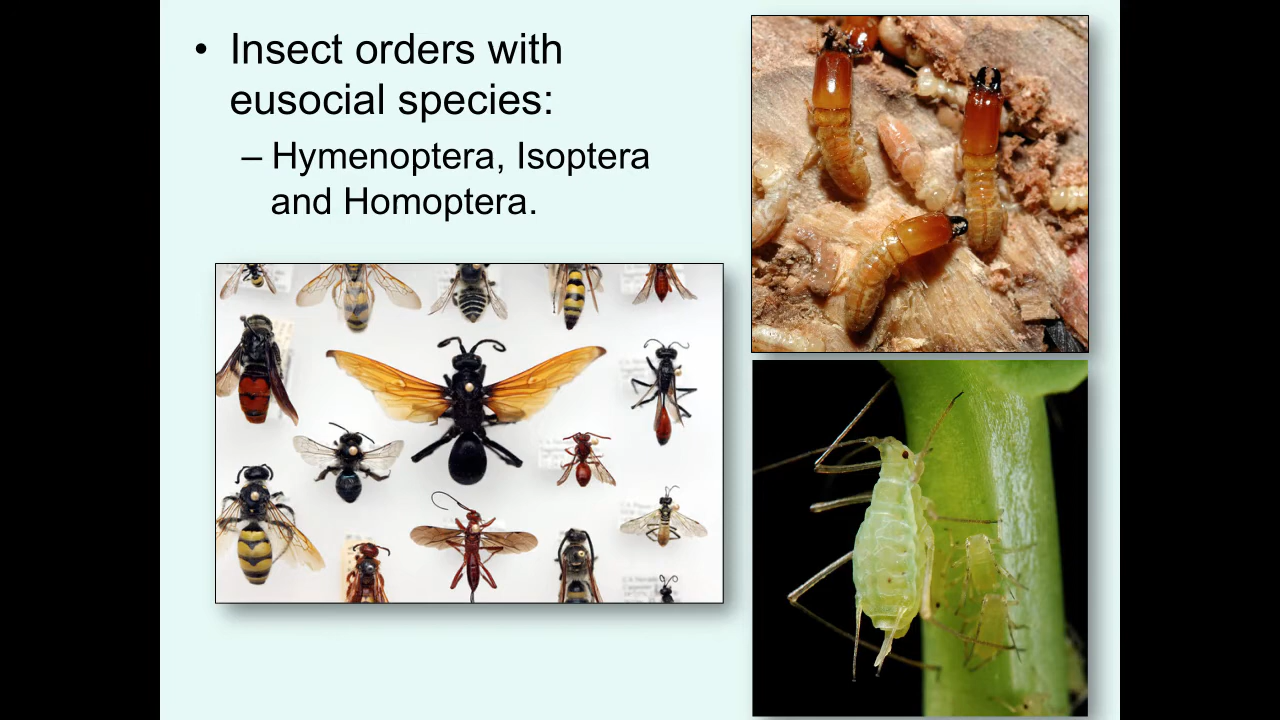 • Insect orders with
eusocial species:
– Hymenoptera, Isoptera
and Homoptera.